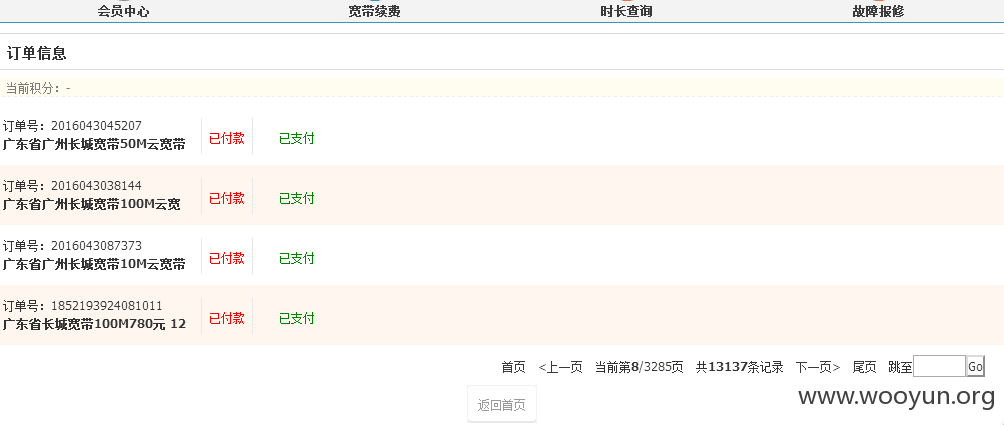 会员中心 宽带续费 时长查询 故障报修
订单信息
当前积分：-
订单号：2016043045207
广东省广州长城宽带50M云宽带 已付款 已支付
订单号：2016043038144
广东省广州长城宽带100M云宽 已付款 已支付
订单号：2016043087373
广东省广州长城宽带10M云宽带 已付款 已支付
订单号：1852193924081011
广东省长城宽带100M780元 12 已付款 已支付
首页 <上一页 当前第8/3285页 共13137条记录 下一页> 尾页 跳至 Go
www.wooyun.org
返回首页